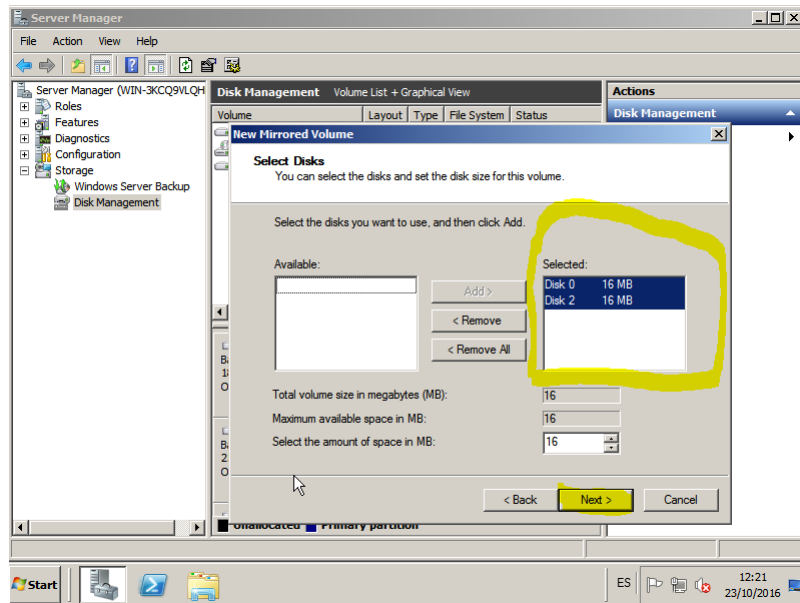 Server Manager
File Action View Help
Server Manager (WIN-3KCQ9VLQH
Roles
Features
Diagnostics
Configuration
Storage
Windows Server Backup
Disk Management
Disk Management Volume List + Graphical View
Volume Layout Type File System Status
Actions
Disk Management
New Mirrored Volume
Select Disks
You can select the disks and set the disk size for this volume.
Select the disks you want to use, and then click Add.
Available:
Selected:
Add >
< Remove
< Remove All
Disk 0 16 MB
Disk 2 16 MB
Total volume size in megabytes (MB): 16
Maximum available space in MB: 16
Select the amount of space in MB: 16
< Back Next > Cancel
Unallocated Primary partition
Start
ES
12:21
23/10/2016